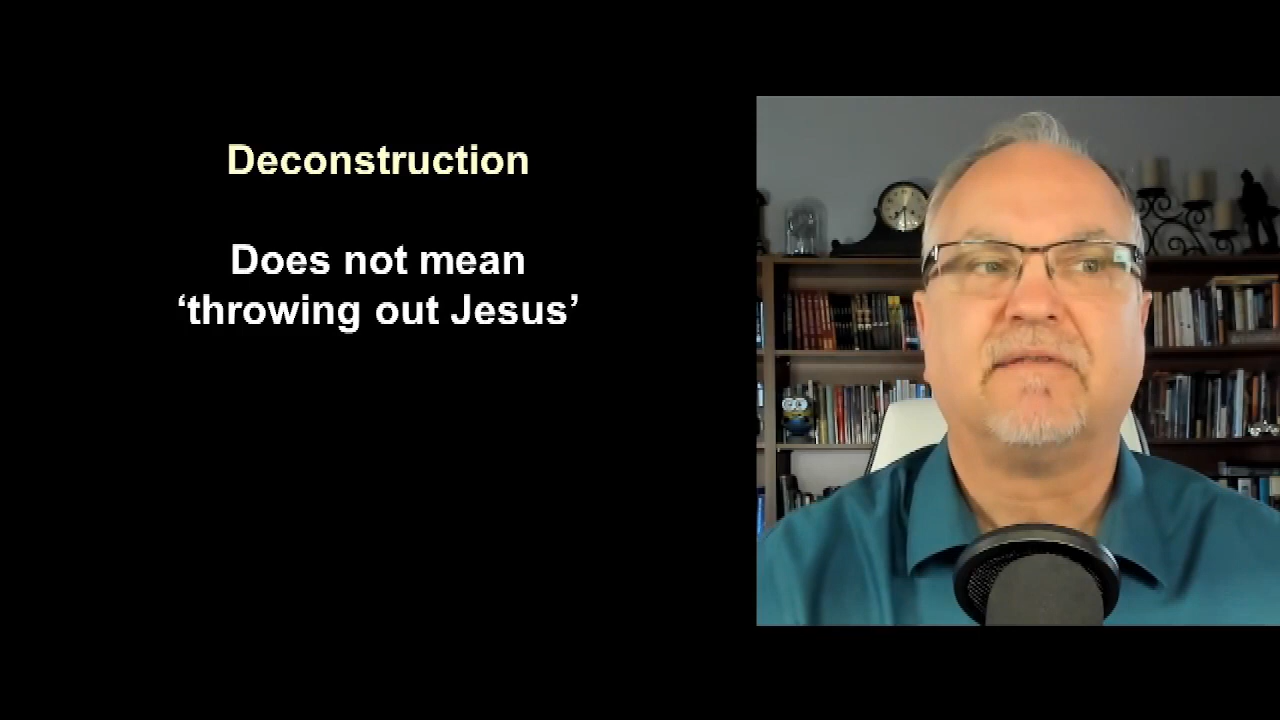 Deconstruction
Does not mean
‘throwing out Jesus’